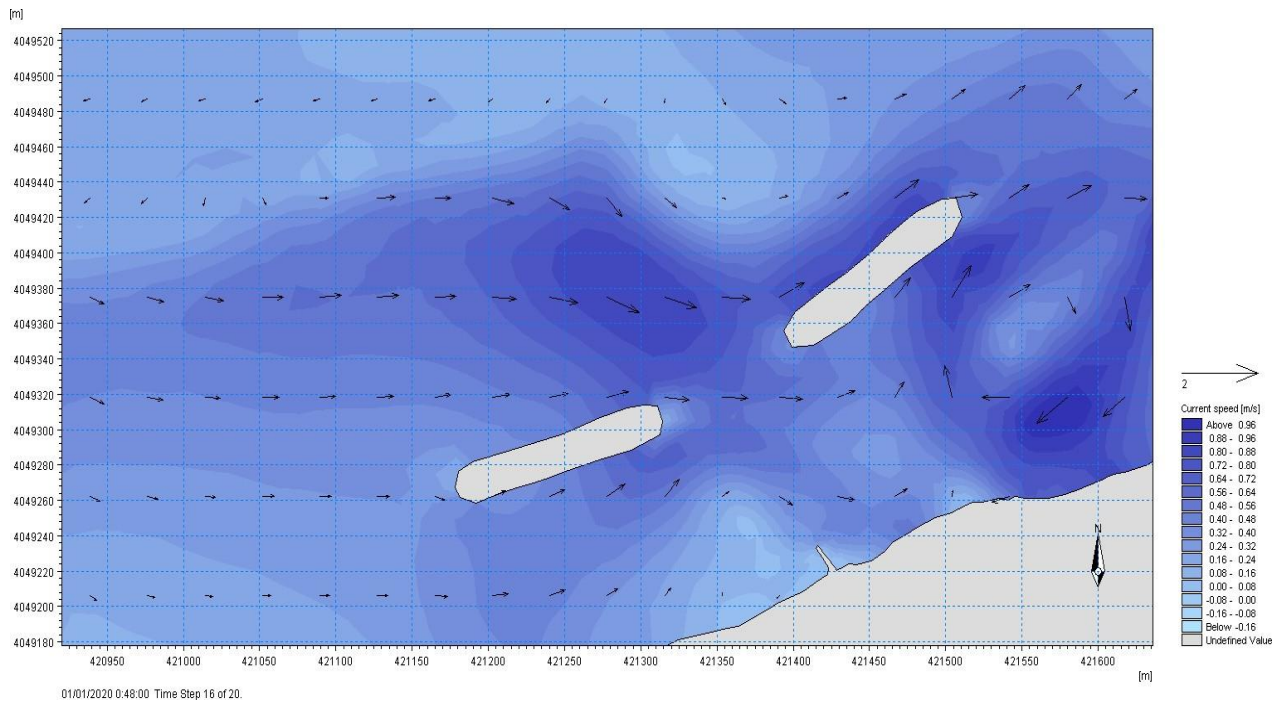 [m]
4049520
4049500
4049480
4049460
4049440
4049420
4049400
4049380
4049360
4049340
4049320
4049300
4049280
4049260
4049240
4049220
4049200
4049180
420950 421000 421050 421100 421150 421200 421250 421300 421350 421400 421450 421500 421550 421600
[m]
01/01/2020 0:48:00 Time Step 16 of 20.
2
Current speed [m/s]
Above 0.96
0.88 - 0.96
0.80 - 0.88
0.72 - 0.80
0.64 - 0.72
0.56 - 0.64
0.48 - 0.56
0.40 - 0.48
0.32 - 0.40
0.24 - 0.32
0.16 - 0.24
0.08 - 0.16
0.00 - 0.08
-0.08 - 0.00
-0.16 - -0.08
Below -0.16
Undefined Value
N